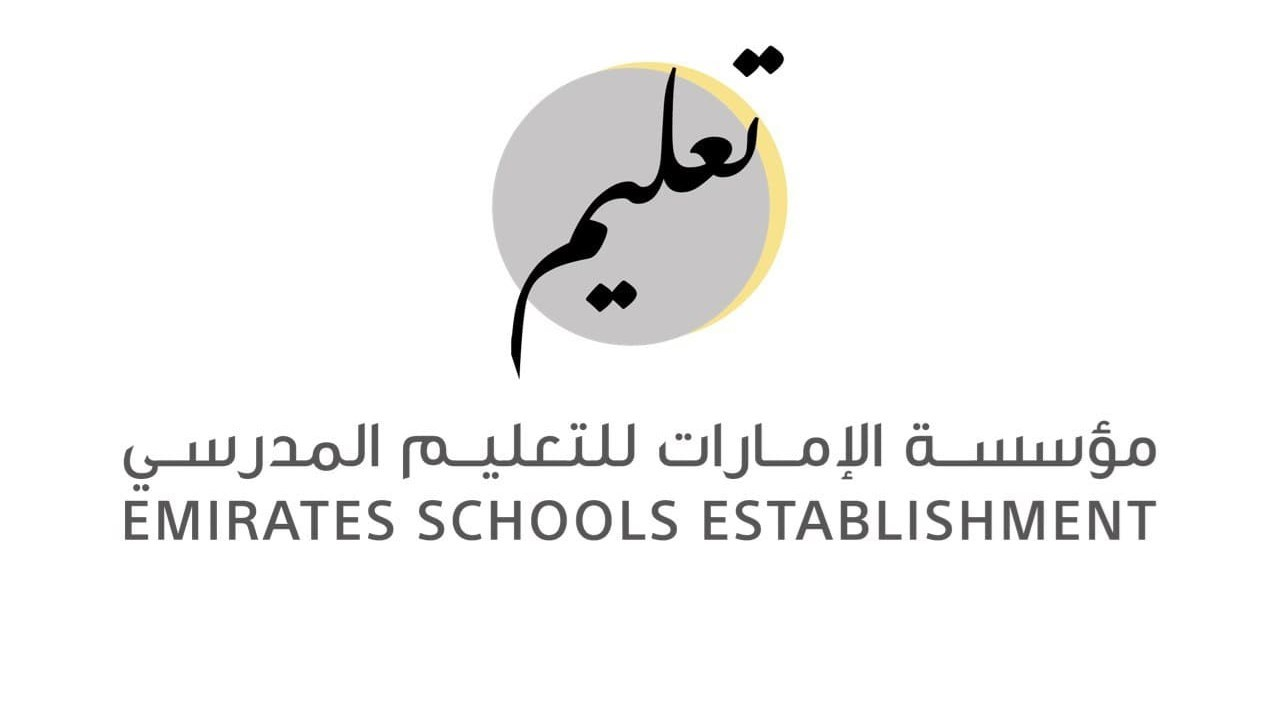 تعليم
مؤسسة الإمارات للتعليم المدرسي
EMIRATES SCHOOLS ESTABLISHMENT